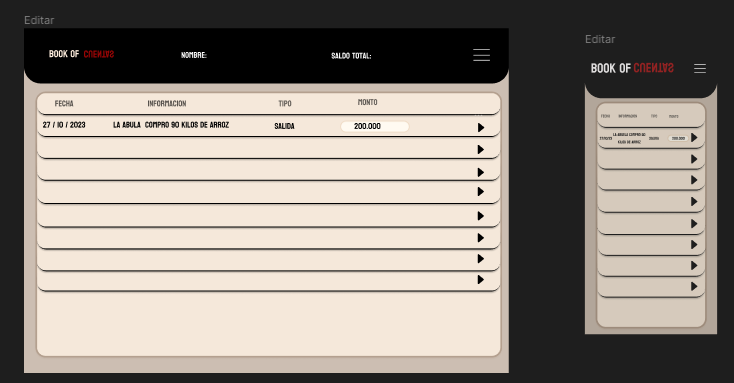 Editar
BOOK OF CUENTAS
NOMBRE:
SALDO TOTAL:
FECHA INFORMACION TIPO MONTO
27 / 10 / 2023 LA ABULA COMPRO 90 KILOS DE ARROZ SALIDA 200.000
Editar
BOOK OF CUENTAS
FECHA INFORMACION TIPO MONTO
LA ABULA COMPRO 90
KILOS DE ARROZ
SALIDA 200.000